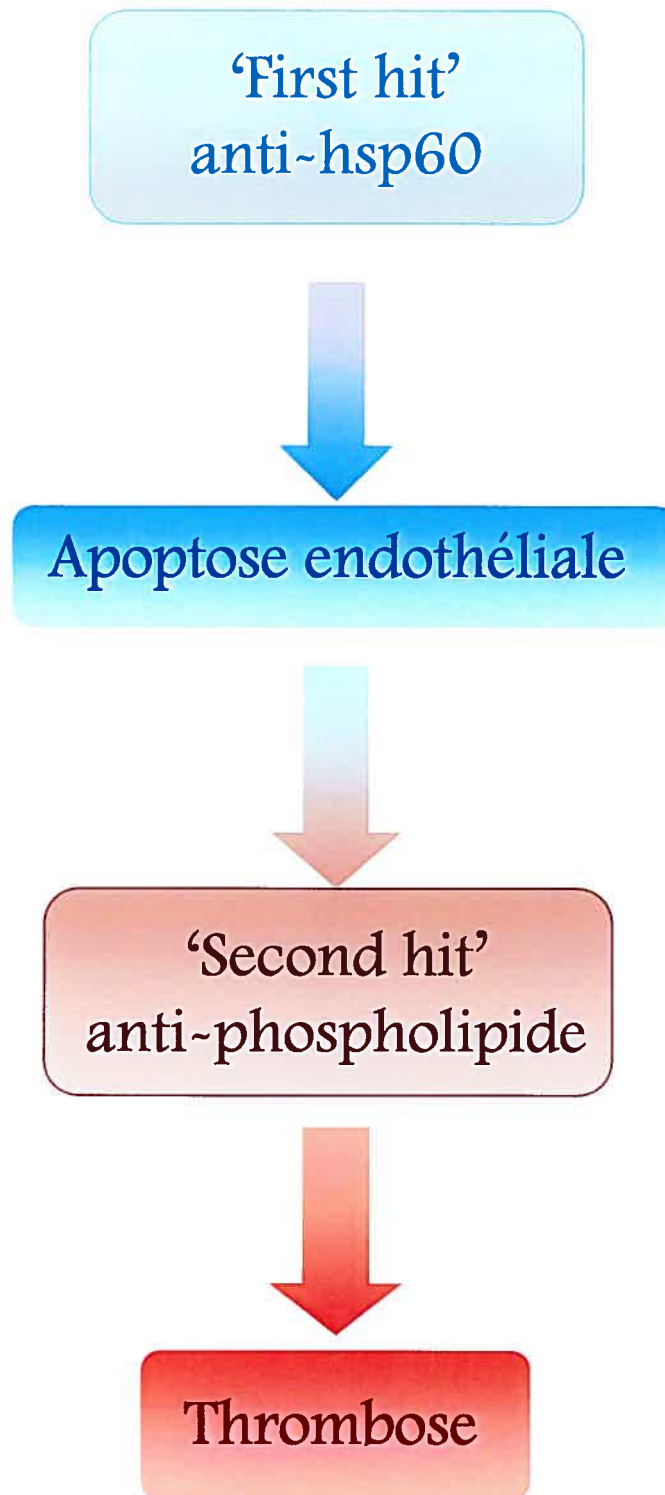 ‘First hit’
anti-hsp60
Apoptose endothéliale
‘Second hit’
anti-phospholipide
Thrombose